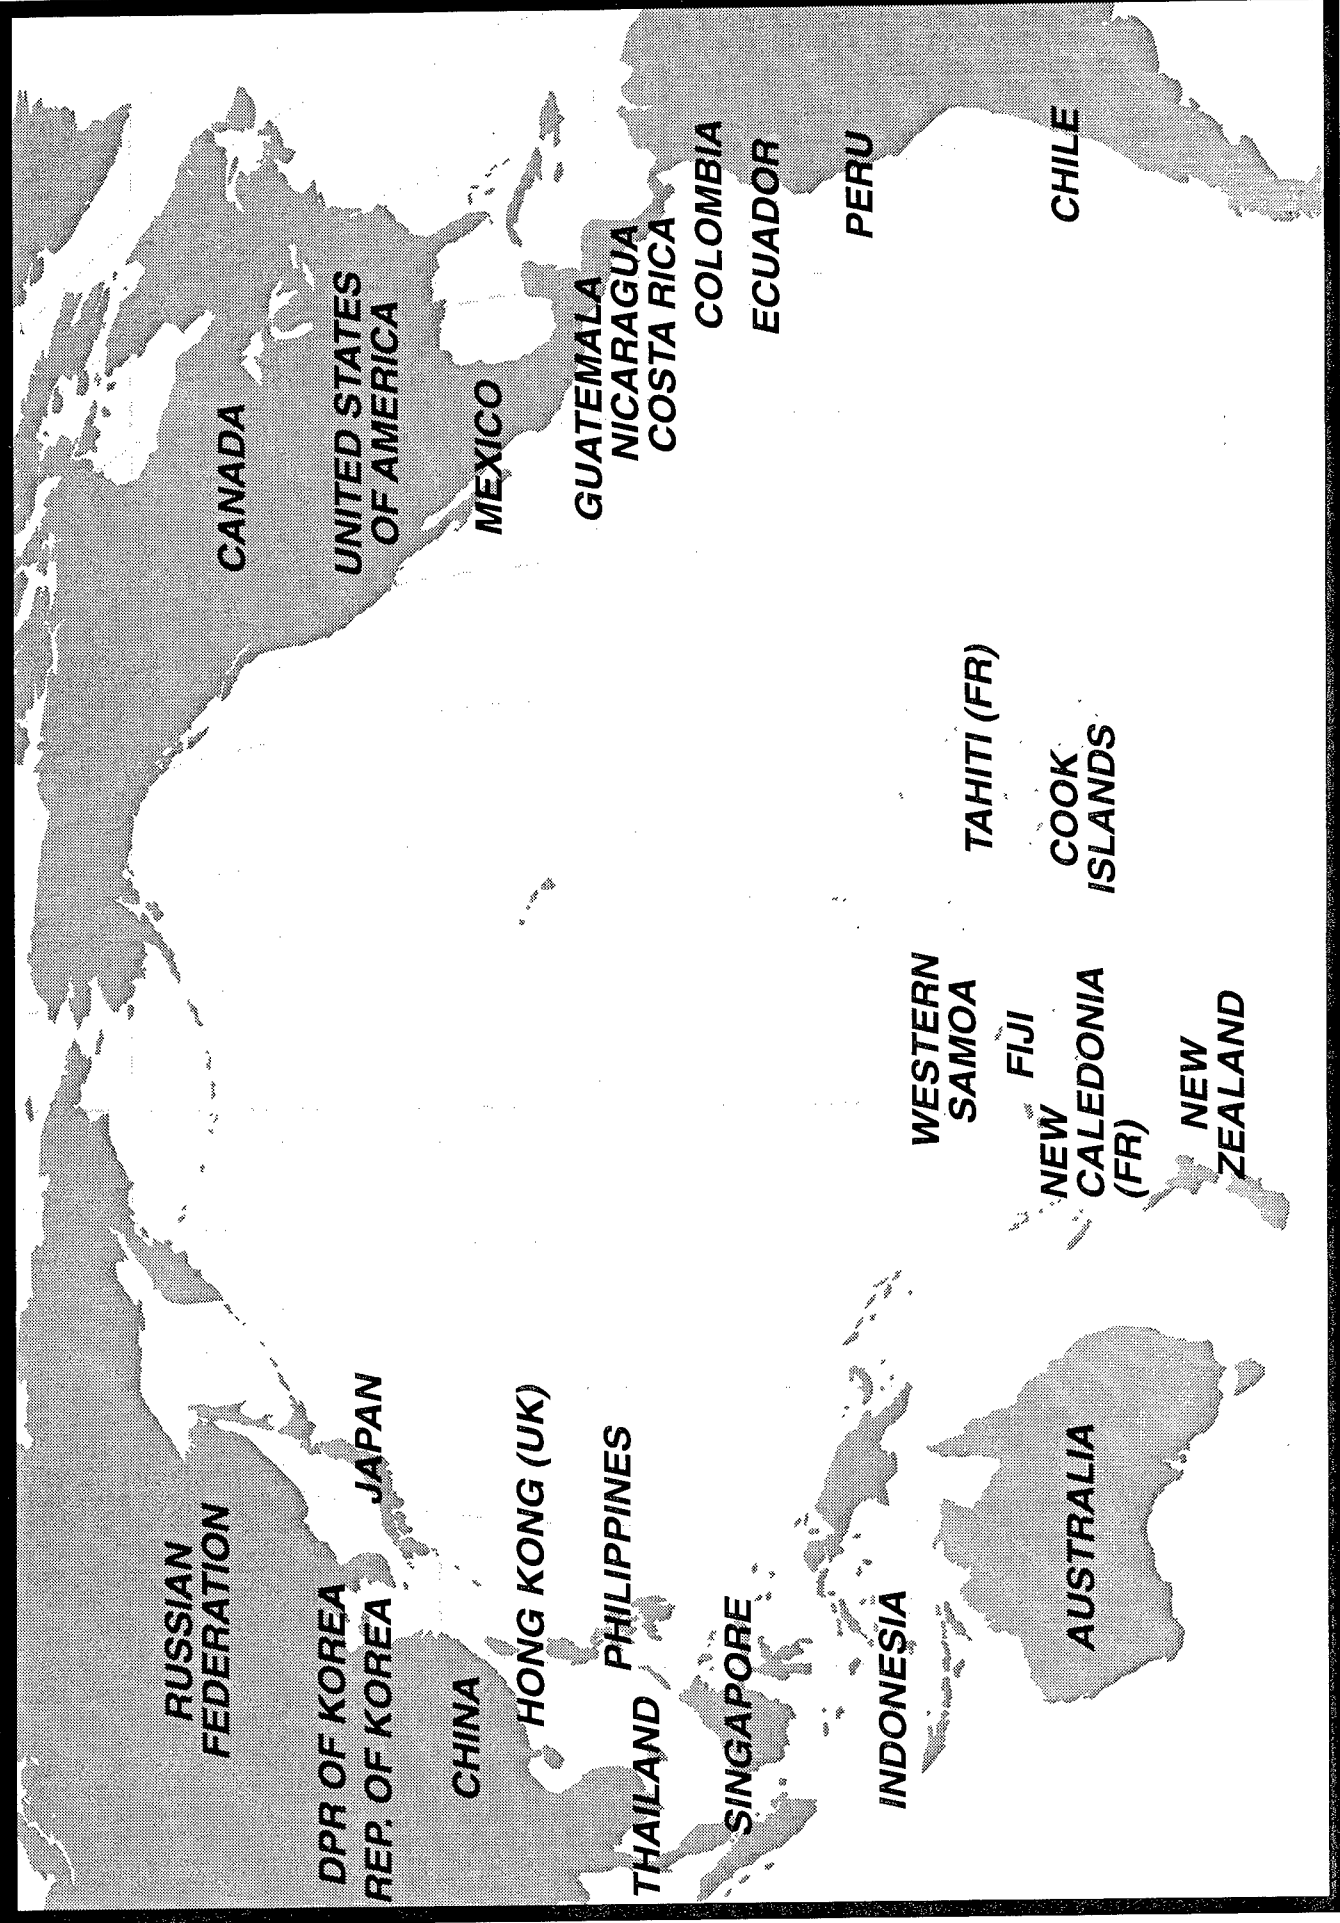 RUSSIAN
FEDERATION
DPR OF KOREA
REP. OF KOREA
JAPAN
CHINA
HONG KONG (UK)
PHILIPPINES
THAILAND
SINGAPORE
INDONESIA
AUSTRALIA
WESTERN
SAMOA
FIJI
NEW
CALEDONIA
(FR)
NEW
ZEALAND
TAHITI (FR)
COOK
ISLANDS
CANADA
UNITED STATES
OF AMERICA
MEXICO
GUATEMALA
NICARAGUA
COSTA RICA
COLOMBIA
ECUADOR
PERU
CHILE